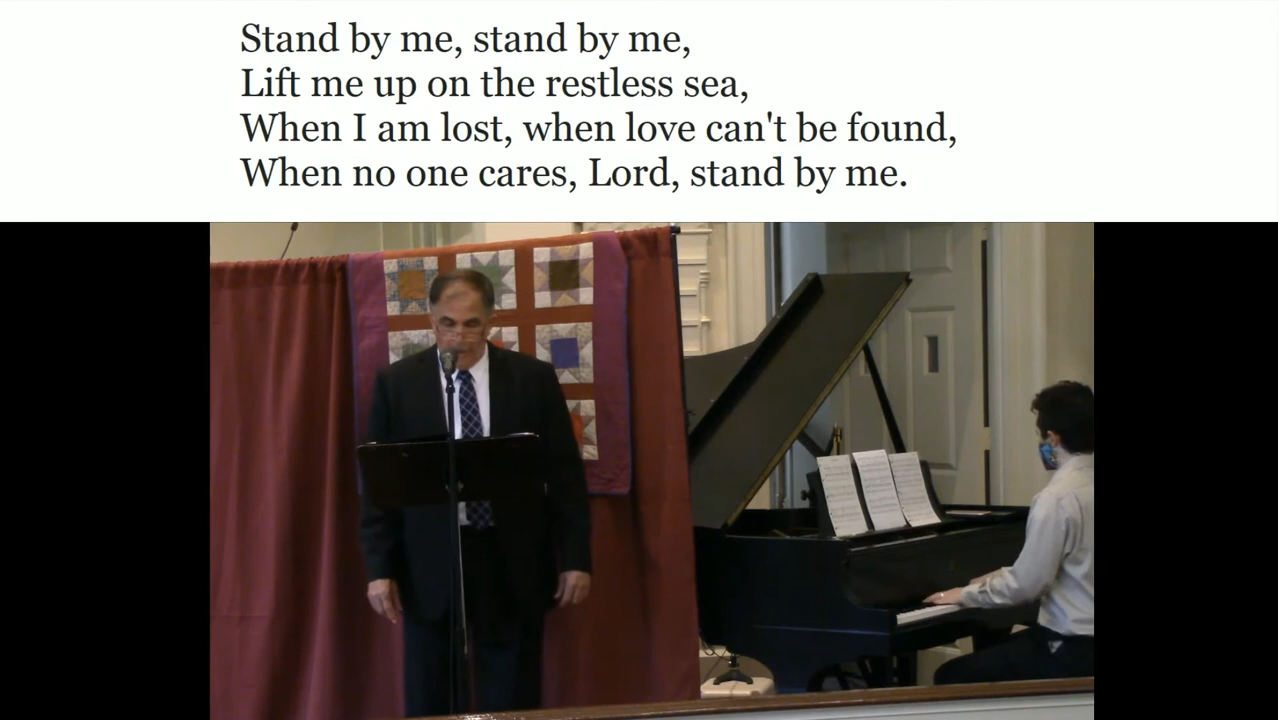 Stand by me, stand by me,
Lift me up on the restless sea,
When I am lost, when love can't be found,
When no one cares, Lord, stand by me.